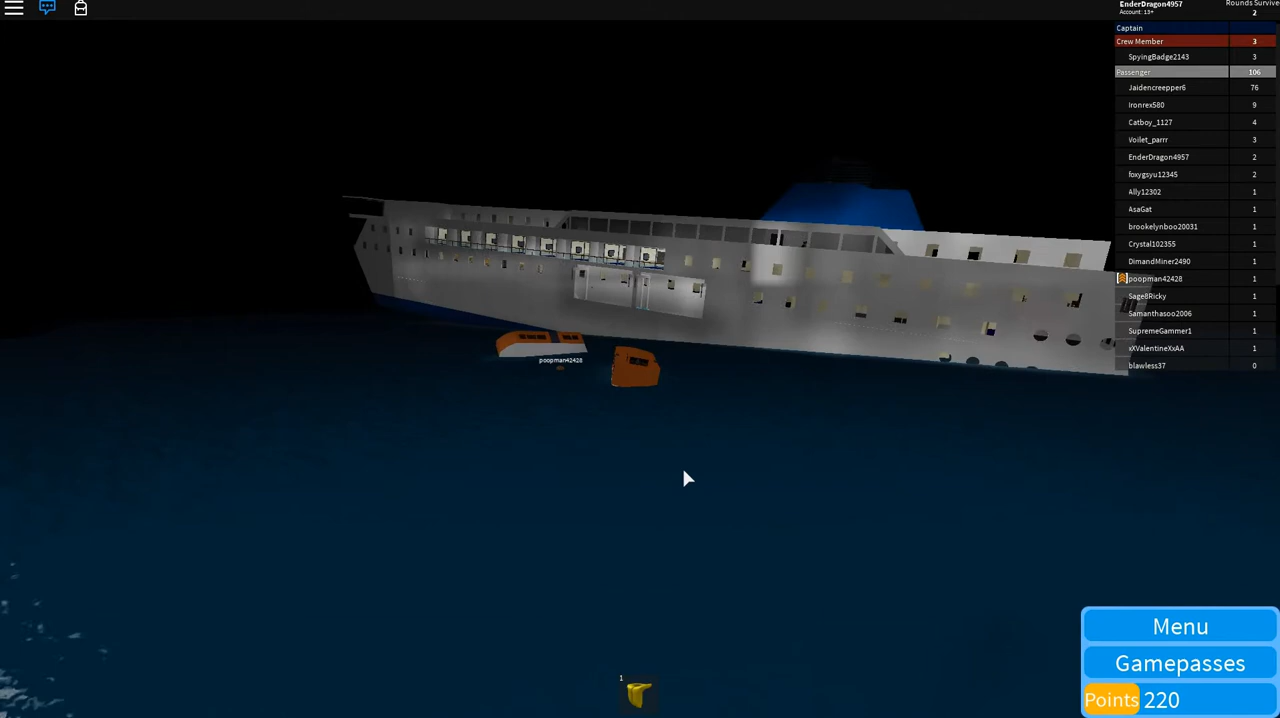 EnderDragon4957
Account: 13+
Rounds Survive
2
Captain
Crew Member 3
SpyingBadge2143 3
Passenger 106
Jaidencreepper6 76
Ironrex580 9
Catboy_1127 4
Voilet_parrr 3
EnderDragon4957 2
foxygsyu12345 2
Ally12302 1
AsaGat 1
brookelynboo20031 1
Crystal102355 1
DimandMiner2490 1
poopman42428 1
Sage8Ricky 1
Samanthasoo2006 1
SupremeGammer1 1
xXValentineXxAA 1
blawless37 0
poopman42428
1
Menu
Gamepasses
Points 220